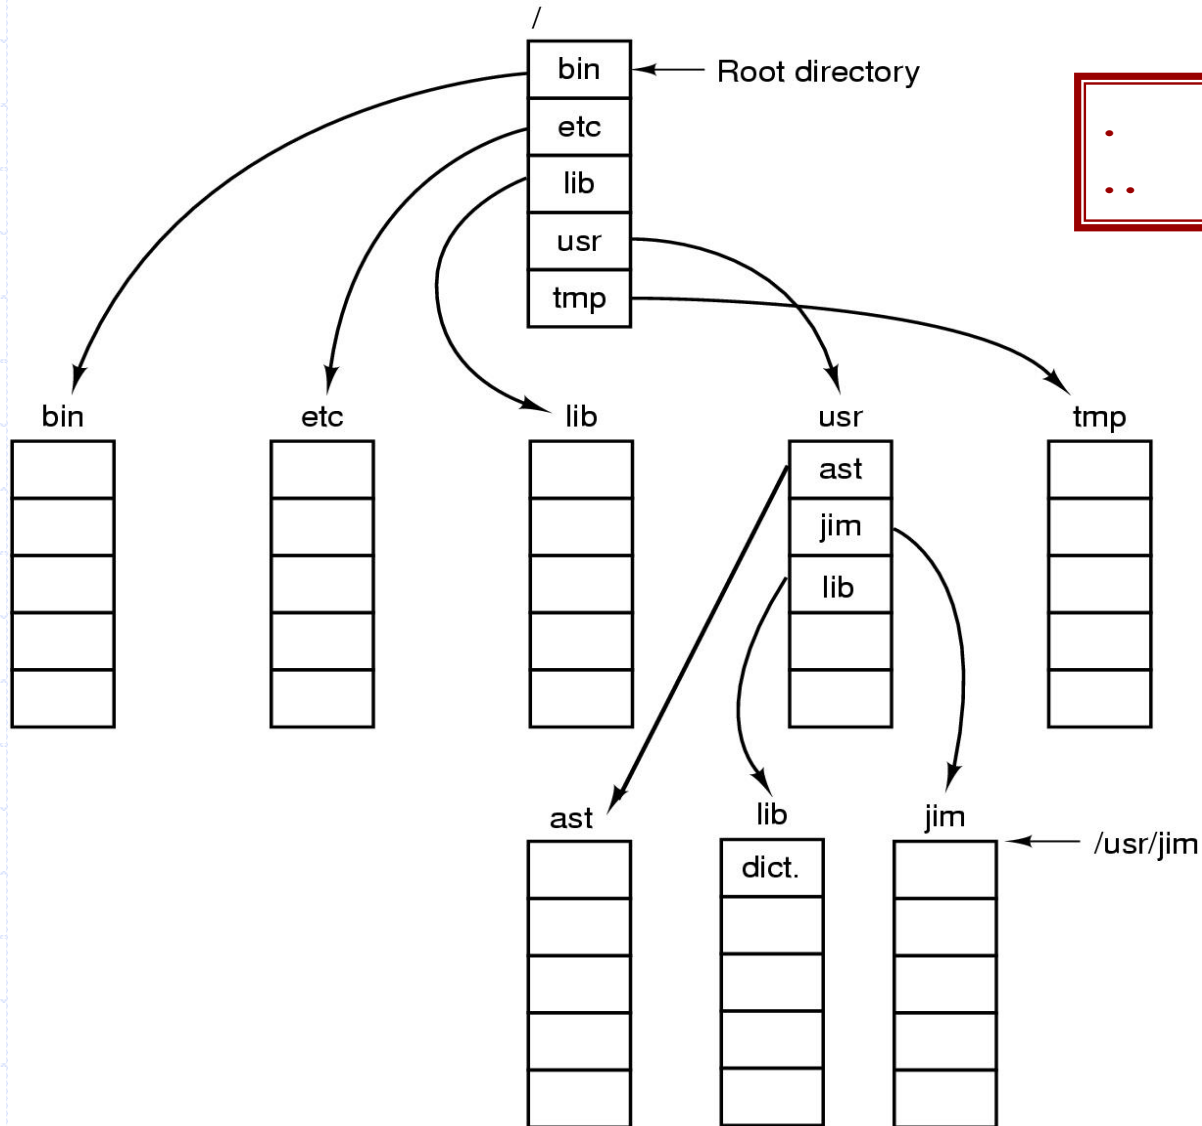 /
bin
Root directory
etc
lib
usr
tmp
.
. .
bin
etc
lib
usr
tmp
ast
jim
lib
ast
lib
jim
/usr/jim
dict.